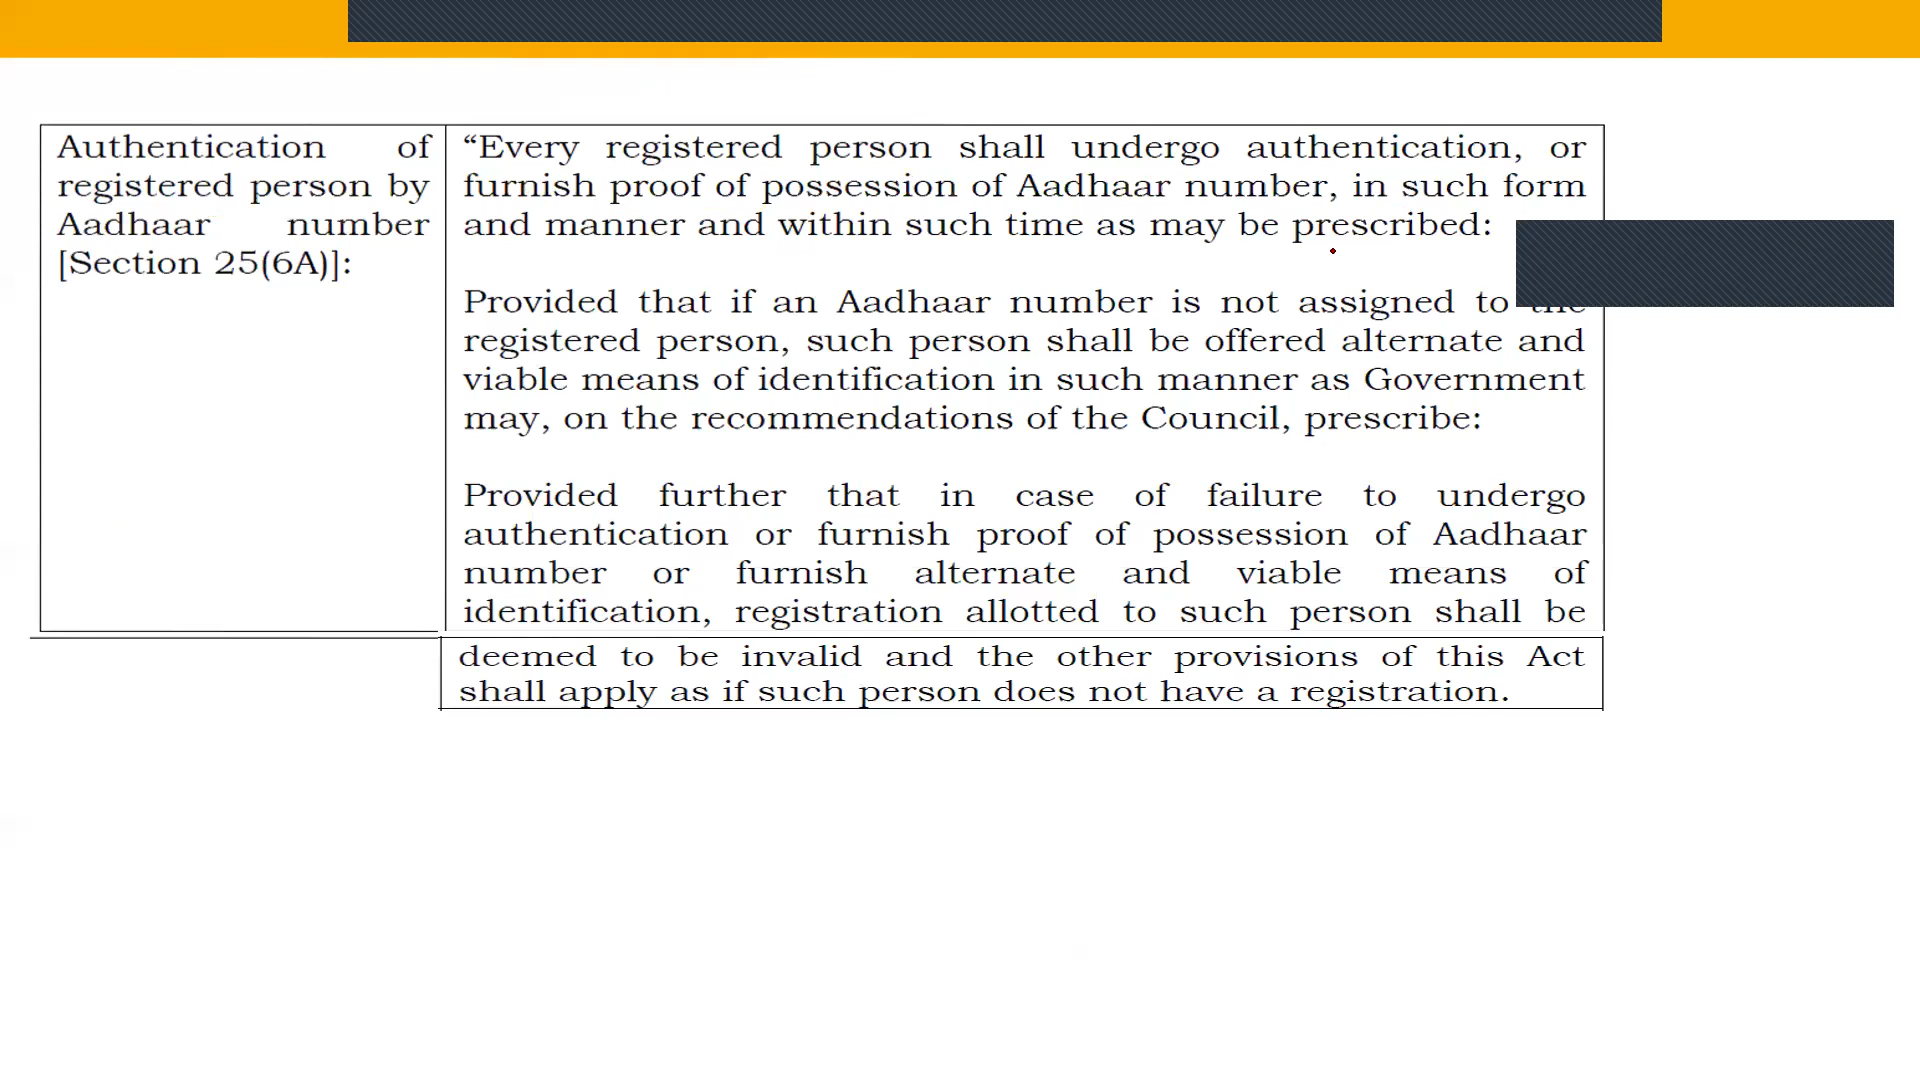 Authentication of
registered person by
Aadhaar number
[Section 25(6A)]:
“Every registered person shall undergo authentication, or
furnish proof of possession of Aadhaar number, in such form
and manner and within such time as may be prescribed:
Provided that if an Aadhaar number is not assigned to the
registered person, such person shall be offered alternate and
viable means of identification in such manner as Government
may, on the recommendations of the Council, prescribe:
Provided further that in case of failure to undergo
authentication or furnish proof of possession of Aadhaar
number or furnish alternate and viable means of
identification, registration allotted to such person shall be
deemed to be invalid and the other provisions of this Act
shall apply as if such person does not have a registration.